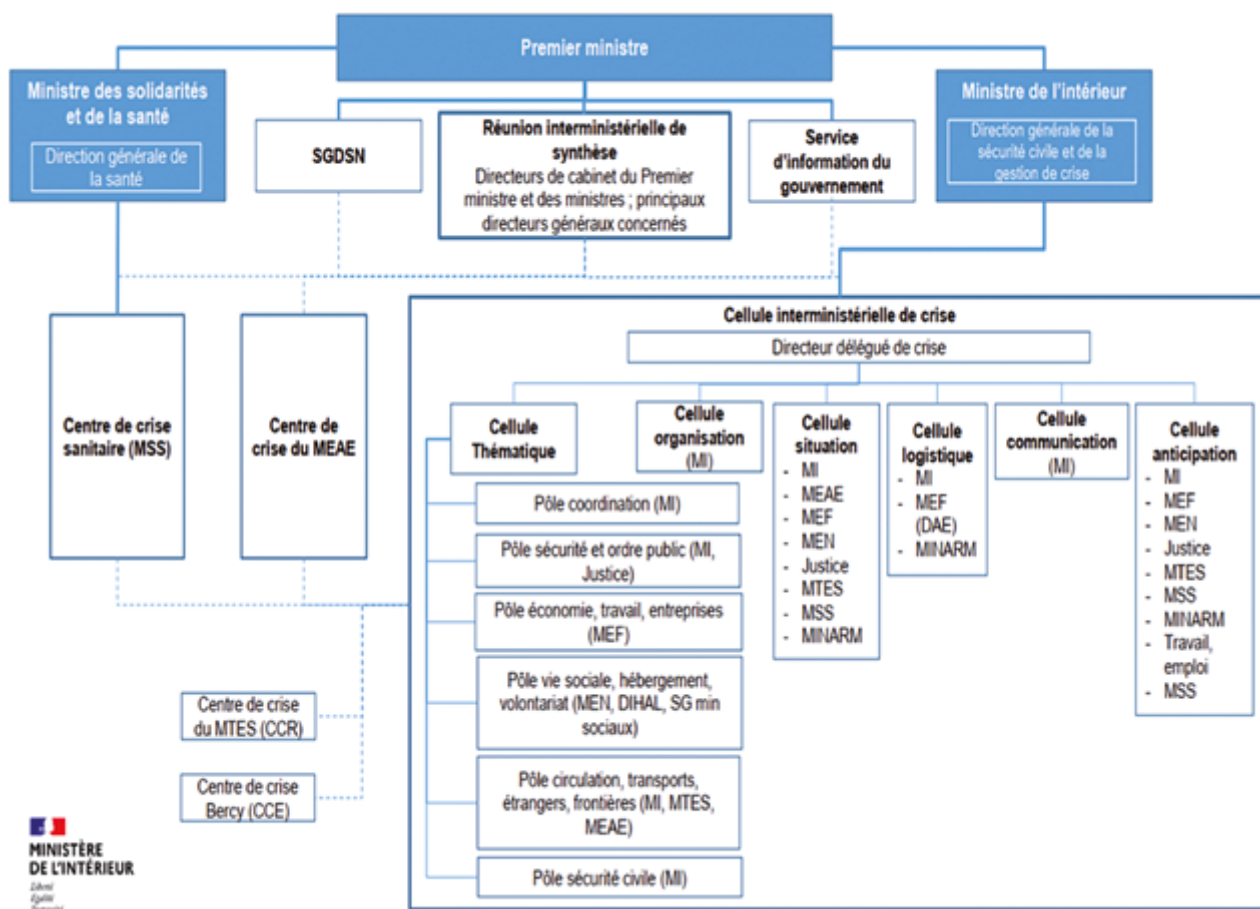 Premier ministre
Ministre des solidarités
et de la santé
Direction générale de
la santé
SGDSN
Réunion interministérielle de
synthèse
Directeurs de cabinet du Premier
ministre et des ministres ; principaux
directeurs généraux concernés
Service
d'information du
gouvernement
Ministre de l'intérieur
Direction générale de la
sécurité civile et de la
gestion de crise
Centre de crise
sanitaire (MSS)
Centre de
crise du MEAE
Cellule interministérielle de crise
Directeur délégué de crise
Cellule
Thématique
Pôle coordination (MI)
Pôle sécurité et ordre public (MI,
Justice)
Pôle économie, travail, entreprises
(MEF)
Pôle vie sociale, hébergement,
volontariat (MEN, DIHAL, SG min
sociaux)
Pôle circulation, transports,
étrangers, frontières (MI, MTES,
MEAE)
Pôle sécurité civile (MI)
Cellule
organisation
(MI)
Cellule
situation
- MI
- MEAE
- MEF
- MEN
- Justice
- MTES
- MSS
- MINARM
Cellule
logistique
- MI
- MEF
(DAE)
- MINARM
Cellule
communication
(MI)
Cellule
anticipation
- MI
- MEF
- MEN
- Justice
- MTES
- MSS
- MINARM
- Travail,
emploi
- MSS
Centre de crise
du MTES (CCR)
Centre de crise
Bercy (CCE)
MINISTÈRE
DE L'INTÉRIEUR
Liberté
Égalité